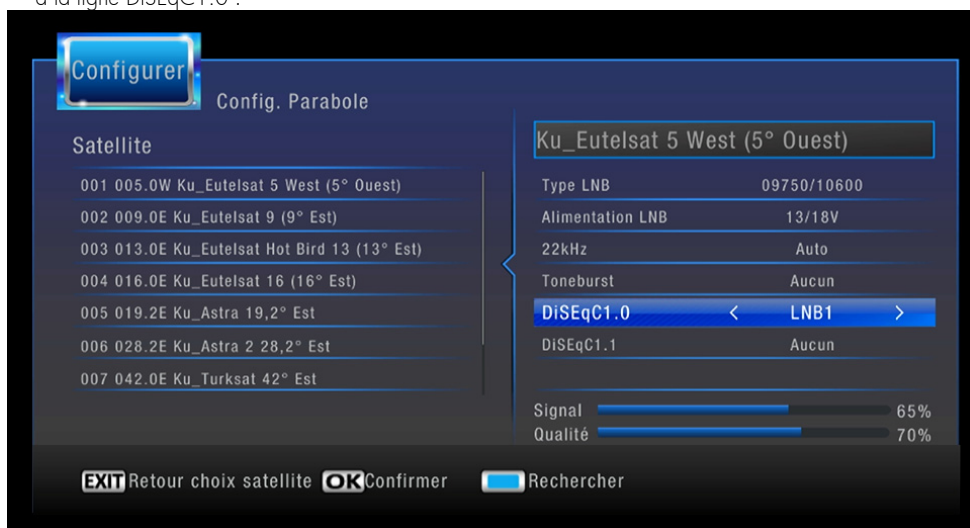 à la ligne DiSEqC1.0 :
Configurer
Config. Parabole
Satellite
001 005.0W Ku_Eutelsat 5 West (5° Ouest)
002 009.0E Ku_Eutelsat 9 (9° Est)
003 013.0E Ku_Eutelsat Hot Bird 13 (13° Est)
004 016.0E Ku_Eutelsat 16 (16° Est)
005 019.2E Ku_Astra 19,2° Est
006 028.2E Ku_Astra 2 28,2° Est
007 042.0E Ku_Turksat 42° Est
Ku_Eutelsat 5 West (5° Ouest)
Type LNB 09750/10600
Alimentation LNB 13/18V
22kHz Auto
Toneburst Aucun
DiSEqC1.0 < LNB1 >
DiSEqC1.1 Aucun
Signal 65%
Qualité 70%
EXIT Retour choix satellite OK Confirmer Rechercher